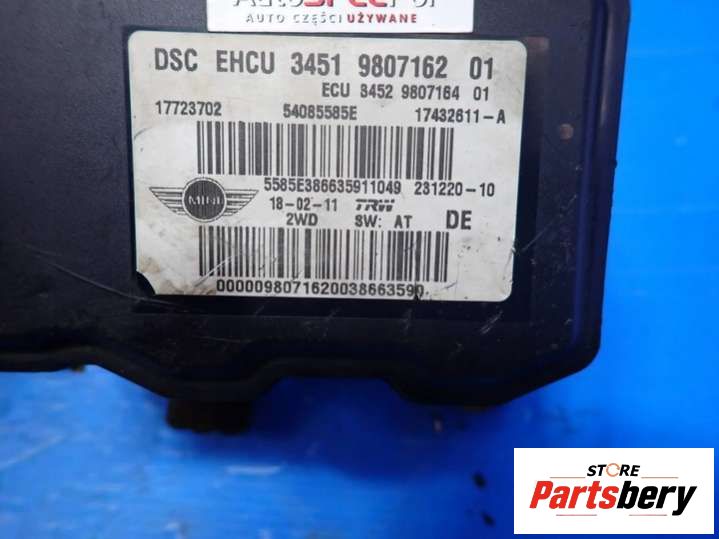 AUTO CZĘŚCI UŻYWANE
DSC EHCU 3451 9807162 01
ECU 3452 9807164 01
17723702 54085585E 17432611-A
5585E386635911049 231220-10
MINI
18-02-11 TRW
2WD SW: AT DE
0000098071620038663590
STORE
Partsbery